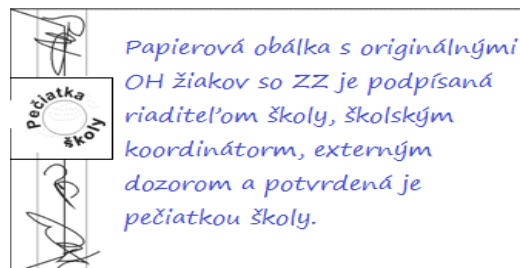 Pečiatka
školy
Papierová obálka s originálnymi
OH žiakov so ZZ je podpísaná
riaditeľom školy, školským
koordinátorm, externým
dozorom a potvrdená je
pečiatkou školy.